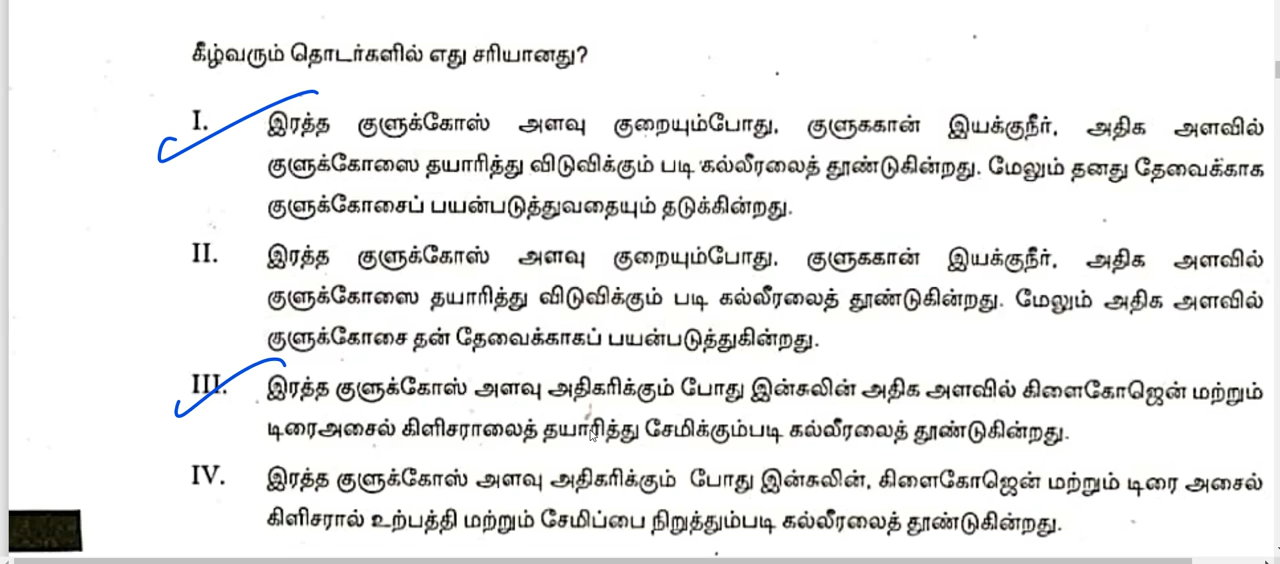 கீழ்வரும் தொடர்களில் எது சரியானது?
I. இரத்த குளுக்கோஸ் அளவு குறையும்போது, குளுககான் இயக்குநீர், அதிக அளவில்
குளுக்கோஸை தயாரித்து விடுவிக்கும் படி கல்லீரலைத் தூண்டுகின்றது. மேலும் தனது தேவைக்காக
குளுக்கோசைப் பயன்படுத்துவதையும் தடுக்கின்றது.
II. இரத்த குளுக்கோஸ் அளவு குறையும்போது, குளுககான் இயக்குநீர், அதிக அளவில்
குளுக்கோஸை தயாரித்து விடுவிக்கும் படி கல்லீரலைத் தூண்டுகின்றது. மேலும் அதிக அளவில்
குளுக்கோசை தன் தேவைக்காகப் பயன்படுத்துகின்றது.
III. இரத்த குளுக்கோஸ் அளவு அதிகரிக்கும் போது இன்சுலின் அதிக அளவில் கிளைகோஜென் மற்றும்
டிரைஅசைல் கிளிசராலைத் தயாரித்து சேமிக்கும்படி கல்லீரலைத் தூண்டுகின்றது.
IV. இரத்த குளுக்கோஸ் அளவு அதிகரிக்கும் போது இன்சுலின், கிளைகோஜென் மற்றும் டிரை அசைல்
கிளிசரால் உற்பத்தி மற்றும் சேமிப்பை நிறுத்தும்படி கல்லீரலைத் தூண்டுகின்றது.